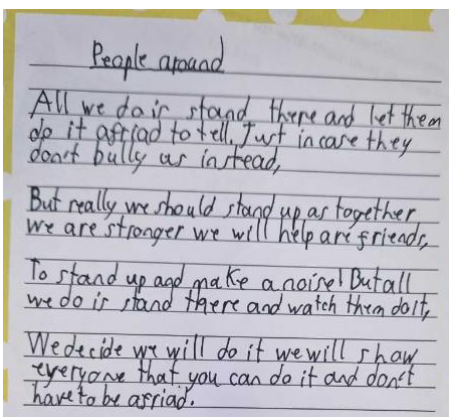 People around
All we do is stand there and let them
do it afriad to tell. Just in case they
don't bully us instead,
But really we should stand up as together
we are stronger we will help are friends,
To stand up and make a noise! But all
we do is stand there and watch them do it,
We decide we will do it we will show
everyone that you can do it and don't
have to be afriad.